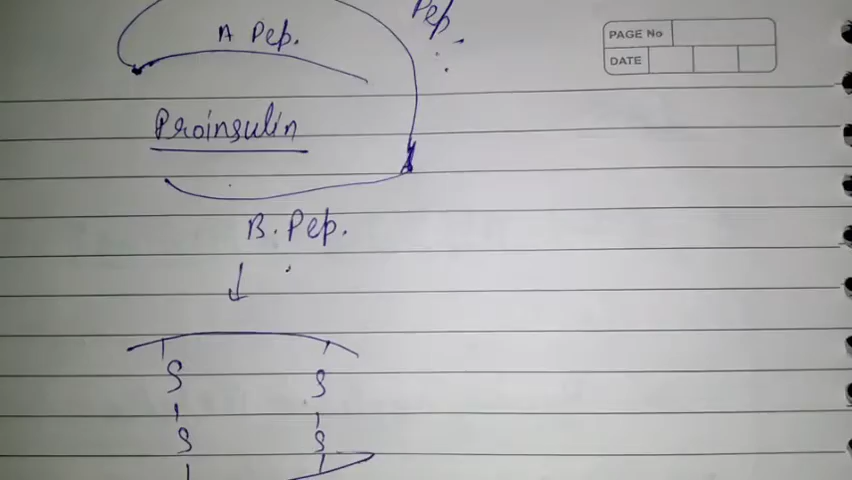 Pep
A Pep.
PAGE No
DATE
Proinsulin
B. Pep.
S S
S S